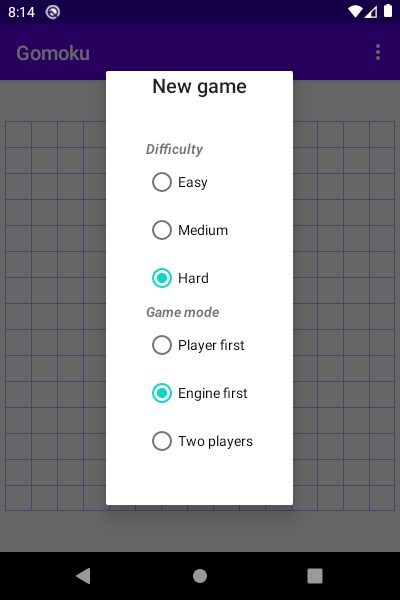 8:14
Gomoku
New game
Difficulty
Easy
Medium
Hard
Game mode
Player first
Engine first
Two players